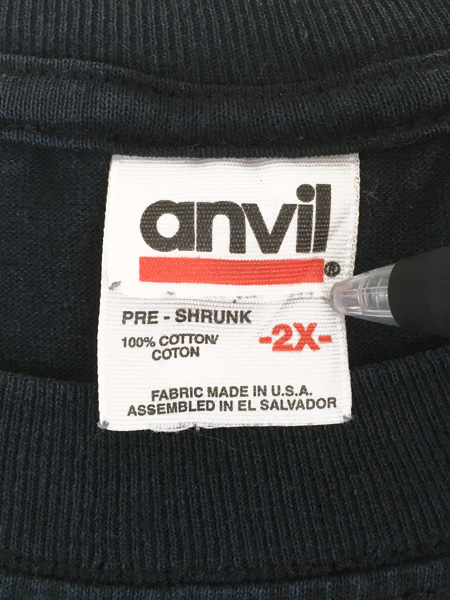 anvil®
PRE - SHRUNK
100% COTTON/
COTON
-2X-
FABRIC MADE IN U.S.A.
ASSEMBLED IN EL SALVADOR